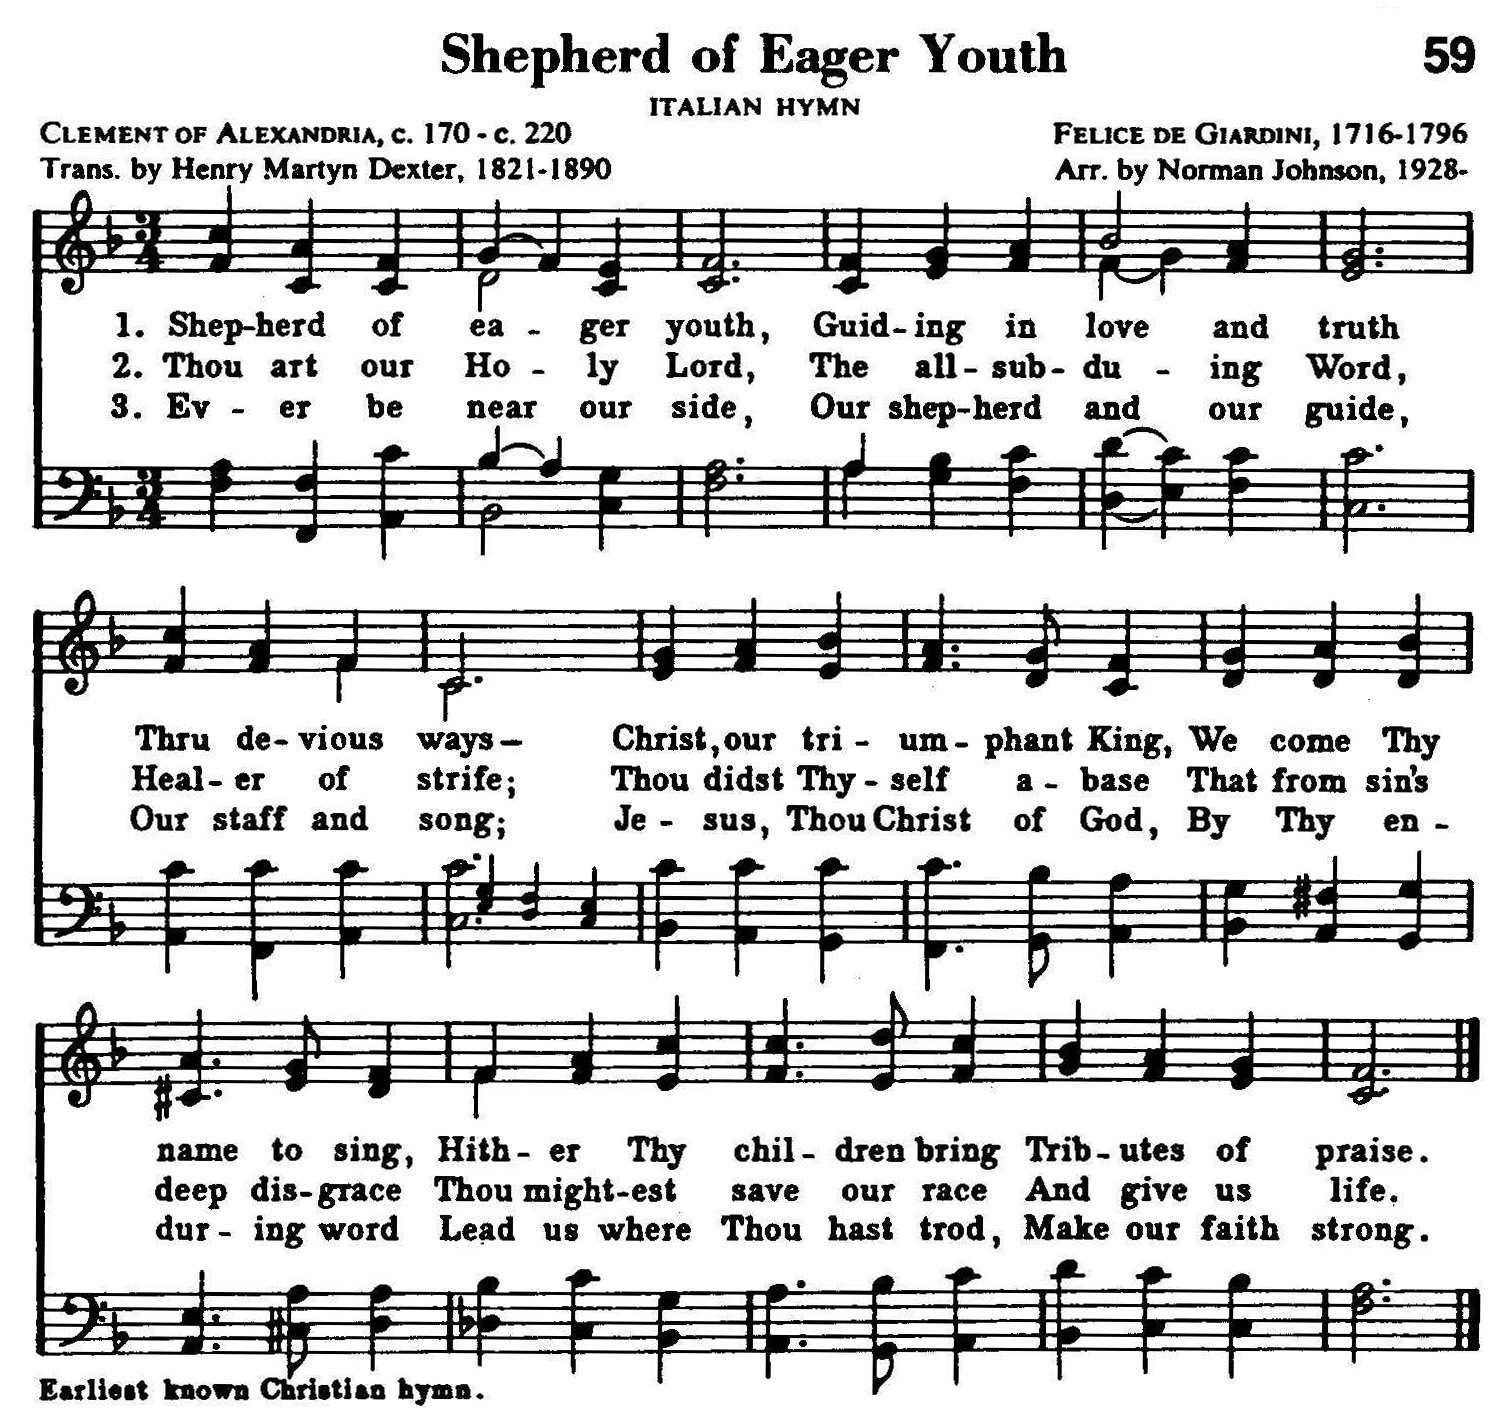 Shepherd of Eager Youth 59
ITALIAN HYMN
CLEMENT OF ALEXANDRIA, c. 170 - c. 220 FELICE DE GIARDINI, 1716-1796
Trans. by Henry Martyn Dexter, 1821-1890 Arr. by Norman Johnson, 1928-
1. Shep-herd of ea - ger youth, Guid - ing in love and truth
2. Thou art our Ho - ly Lord, The all - sub - du - ing Word,
3. Ev - er be near our side, Our shep-herd and our guide,
Thru de - vious ways— Christ, our tri - um - phant King, We come Thy
Heal - er of strife; Thou didst Thy - self a - base That from sin's
Our staff and song; Je - sus, Thou Christ of God, By Thy en -
name to sing, Hith - er Thy chil - dren bring Trib - utes of praise.
deep dis - grace Thou might-est save our race And give us life.
dur - ing word Lead us where Thou hast trod, Make our faith strong.
Earliest known Christian hymn.